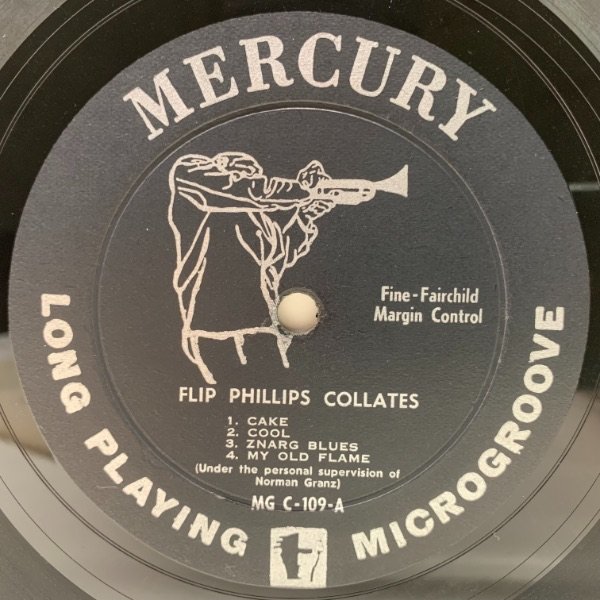 MERCURY
Fine-Fairchild
Margin Control
FLIP PHILLIPS COLLATES
1. CAKE
2. COOL
3. ZNARG BLUES
4. MY OLD FLAME
(Under the personal supervision of
Norman Granz)
MG C-109-A
LONG PLAYING MICROGROOVE